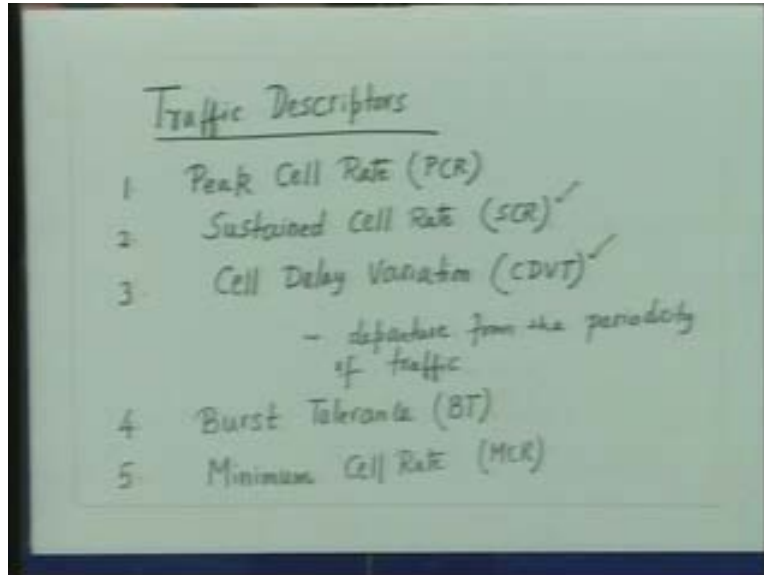 Traffic Descriptors
1. Peak Cell Rate (PCR)
2. Sustained Cell Rate (SCR) ✓
3. Cell Delay Variation (CDVT) ✓
- departure from the periodicity
of traffic
4 Burst Tolerance (BT)
5. Minimum Cell Rate (MCR)